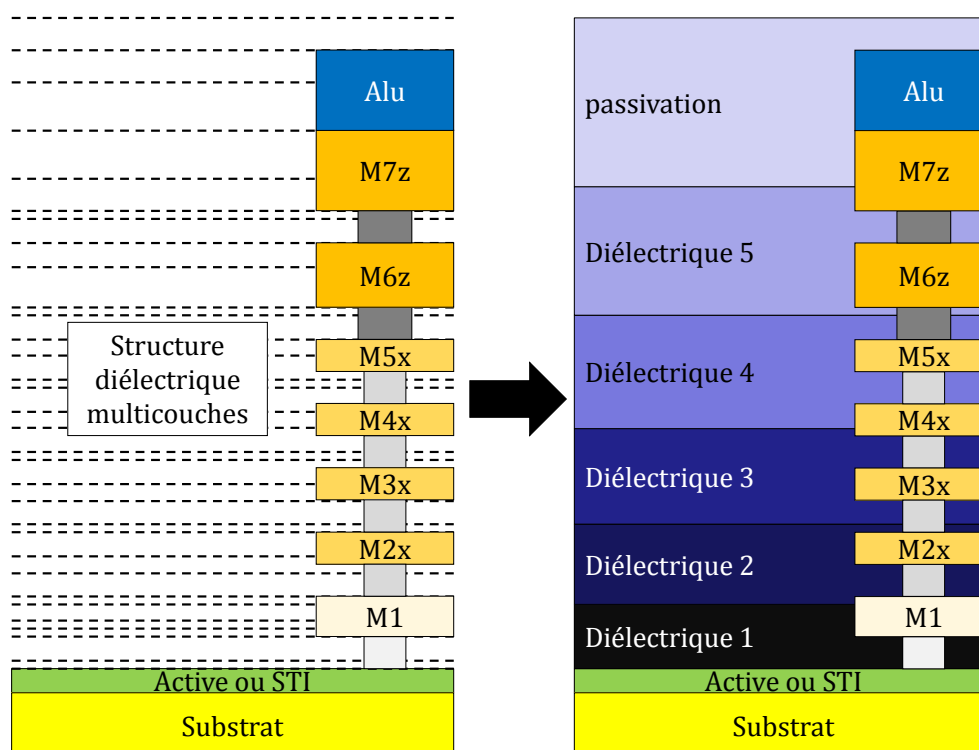 Alu
M7z
M6z
Structure
diélectrique
multicouches
M5x
M4x
M3x
M2x
M1
Active ou STI
Substrat
passivation
Alu
M7z
Diélectrique 5
M6z
Diélectrique 4
M5x
M4x
Diélectrique 3
M3x
Diélectrique 2
M2x
Diélectrique 1
M1
Active ou STI
Substrat